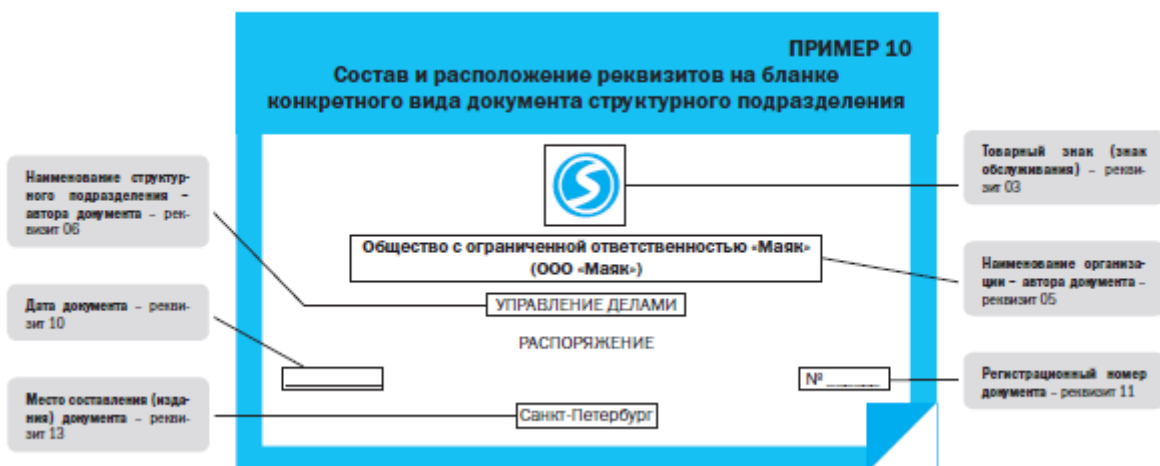 ПРИМЕР 10
Состав и расположение реквизитов на бланке
конкретного вида документа структурного подразделения
Наименование структур-
ного подразделения –
автора документа – рек-
визит 06
Дата документа – рекви-
зит 10
Место составления (изда-
ния) документа – рекви-
зит 13
Общество с ограниченной ответственностью «Маяк»
(ООО «Маяк»)
УПРАВЛЕНИЕ ДЕЛАМИ
РАСПОРЯЖЕНИЕ
__________
№ ______
Санкт-Петербург
Товарный знак (знак
обслуживания) – рекви-
зит 03
Наименование организа-
ции – автора документа –
реквизит 05
Регистрационный номер
документа – реквизит 11